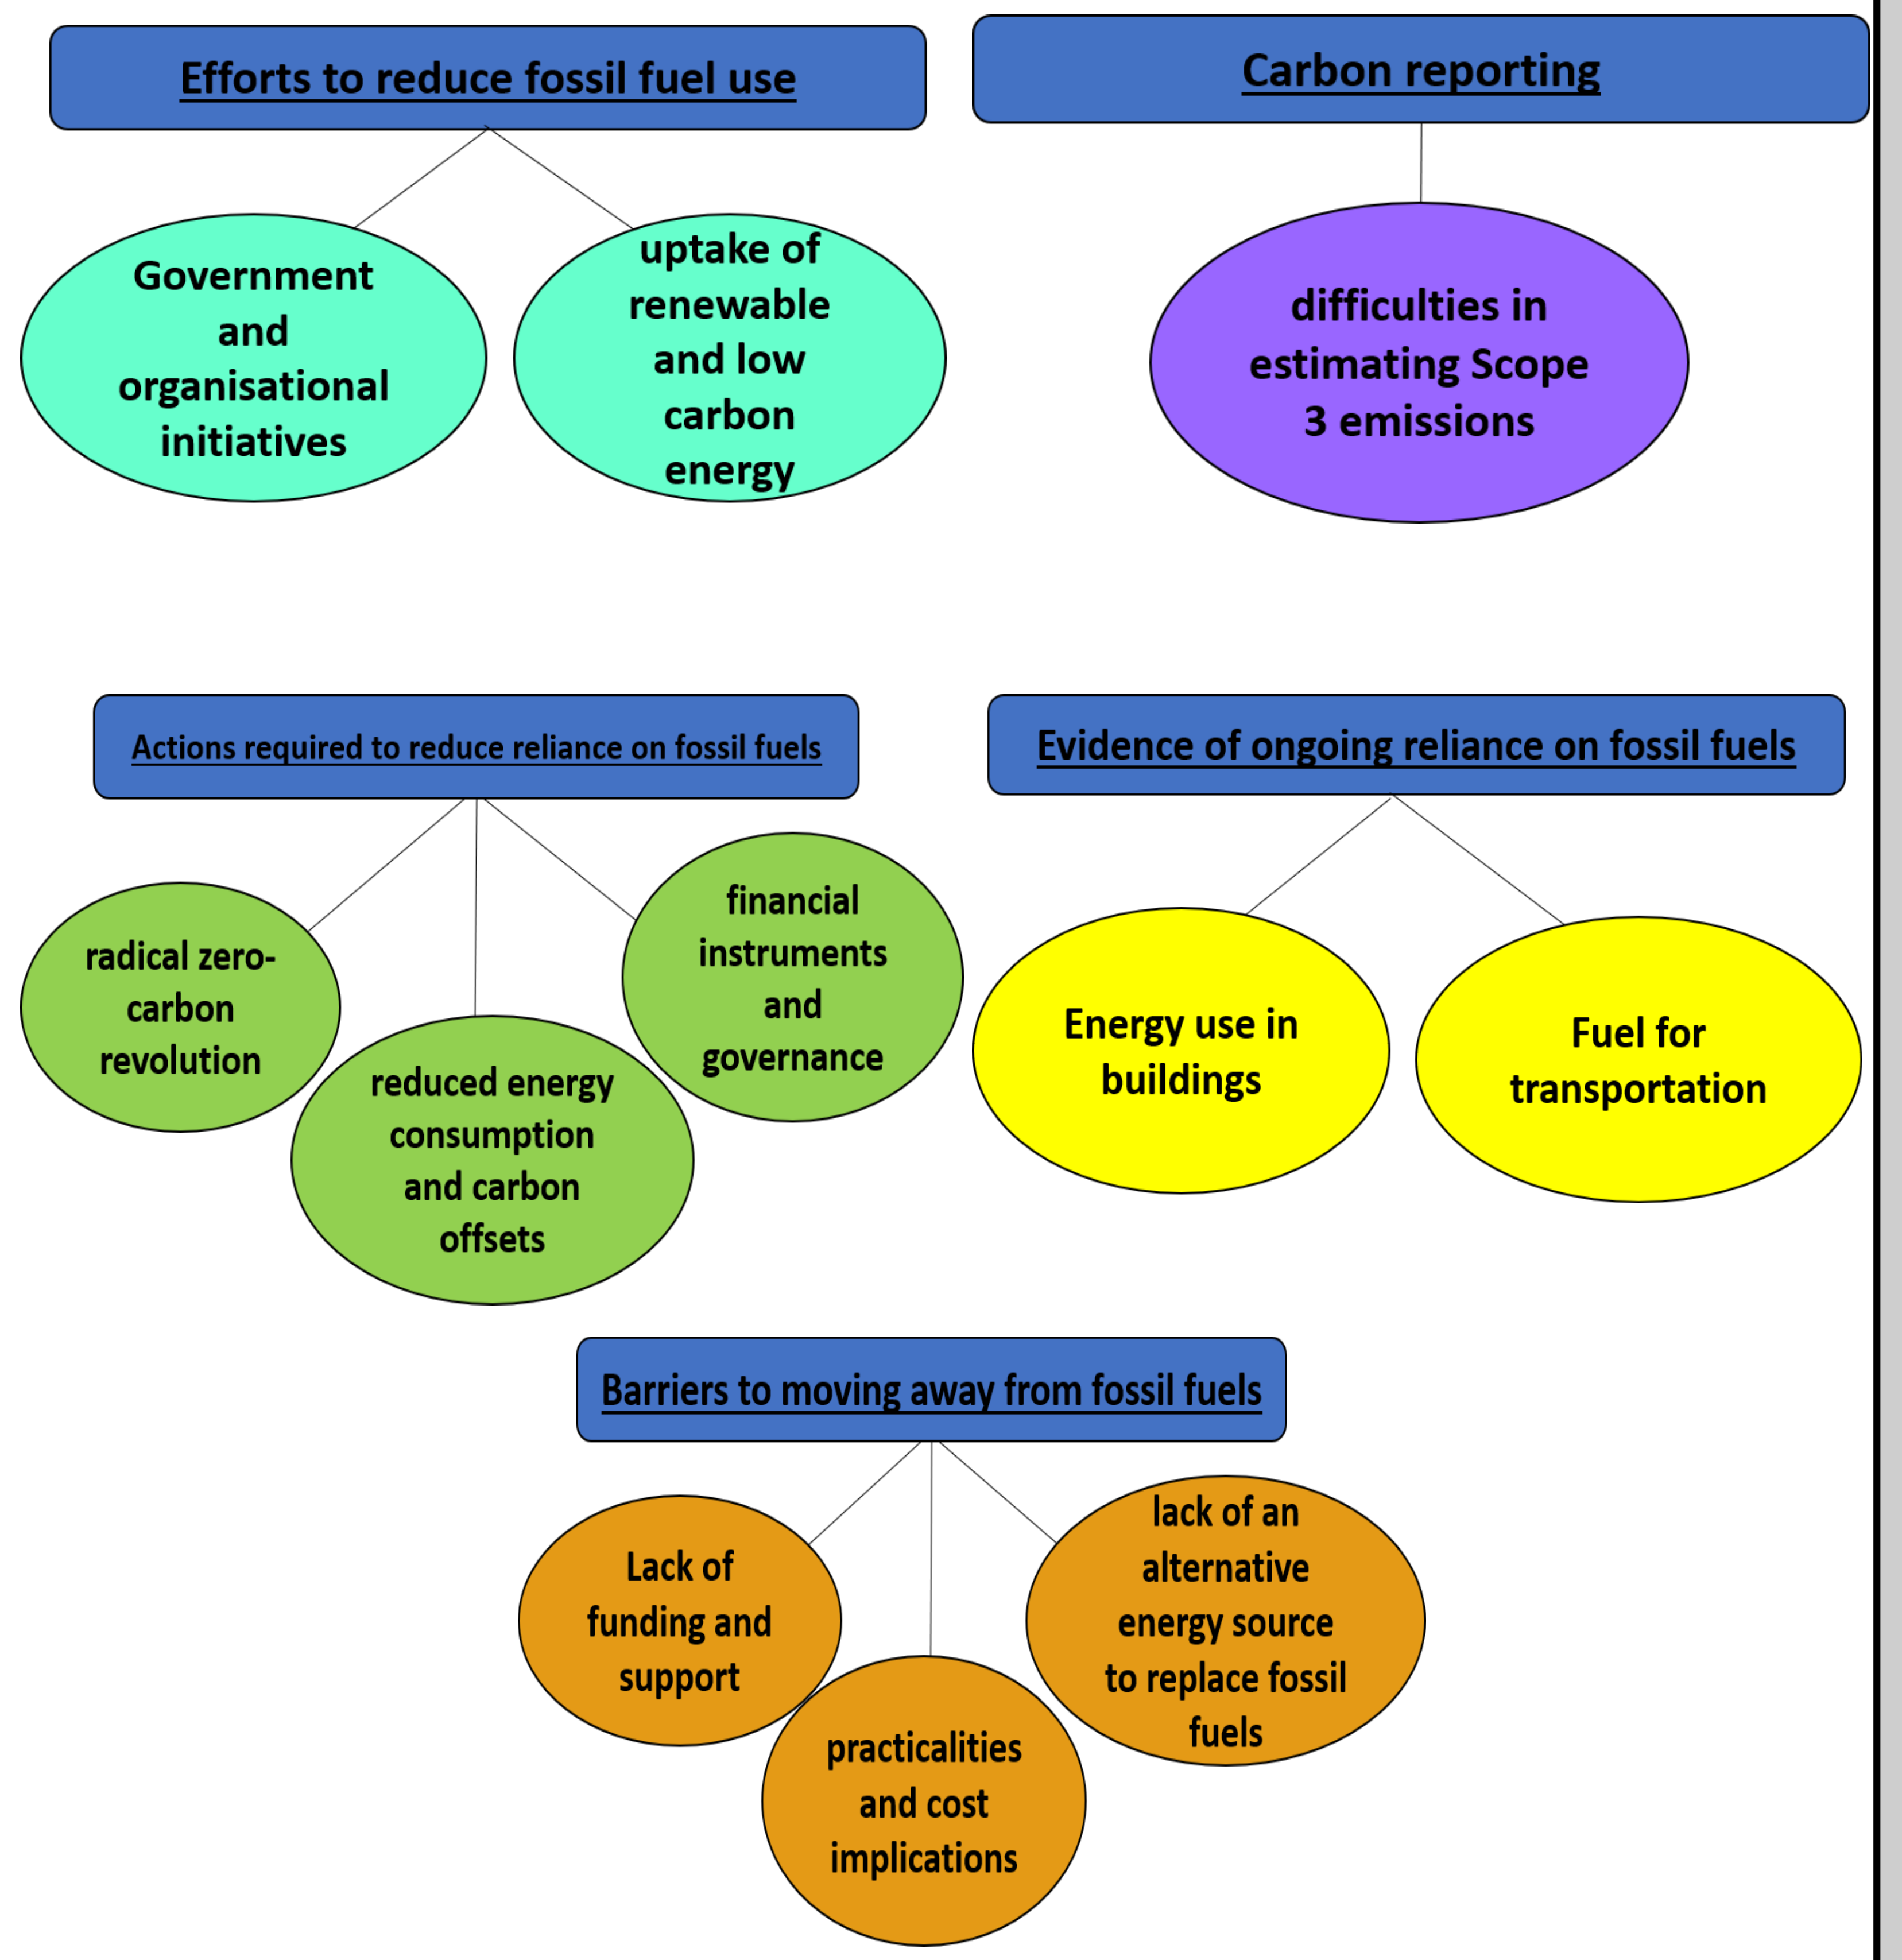 Efforts to reduce fossil fuel use
Government
and
organisational
initiatives
uptake of
renewable
and low
carbon
energy
Carbon reporting
difficulties in
estimating Scope
3 emissions
Actions required to reduce reliance on fossil fuels
radical zero-
carbon
revolution
reduced energy
consumption
and carbon
offsets
financial
instruments
and
governance
Evidence of ongoing reliance on fossil fuels
Energy use in
buildings
Fuel for
transportation
Barriers to moving away from fossil fuels
Lack of
funding and
support
practicalities
and cost
implications
lack of an
alternative
energy source
to replace fossil
fuels